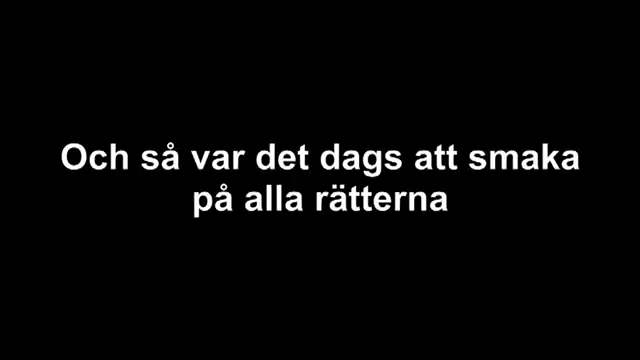 Och så var det dags att smaka
på alla rätterna